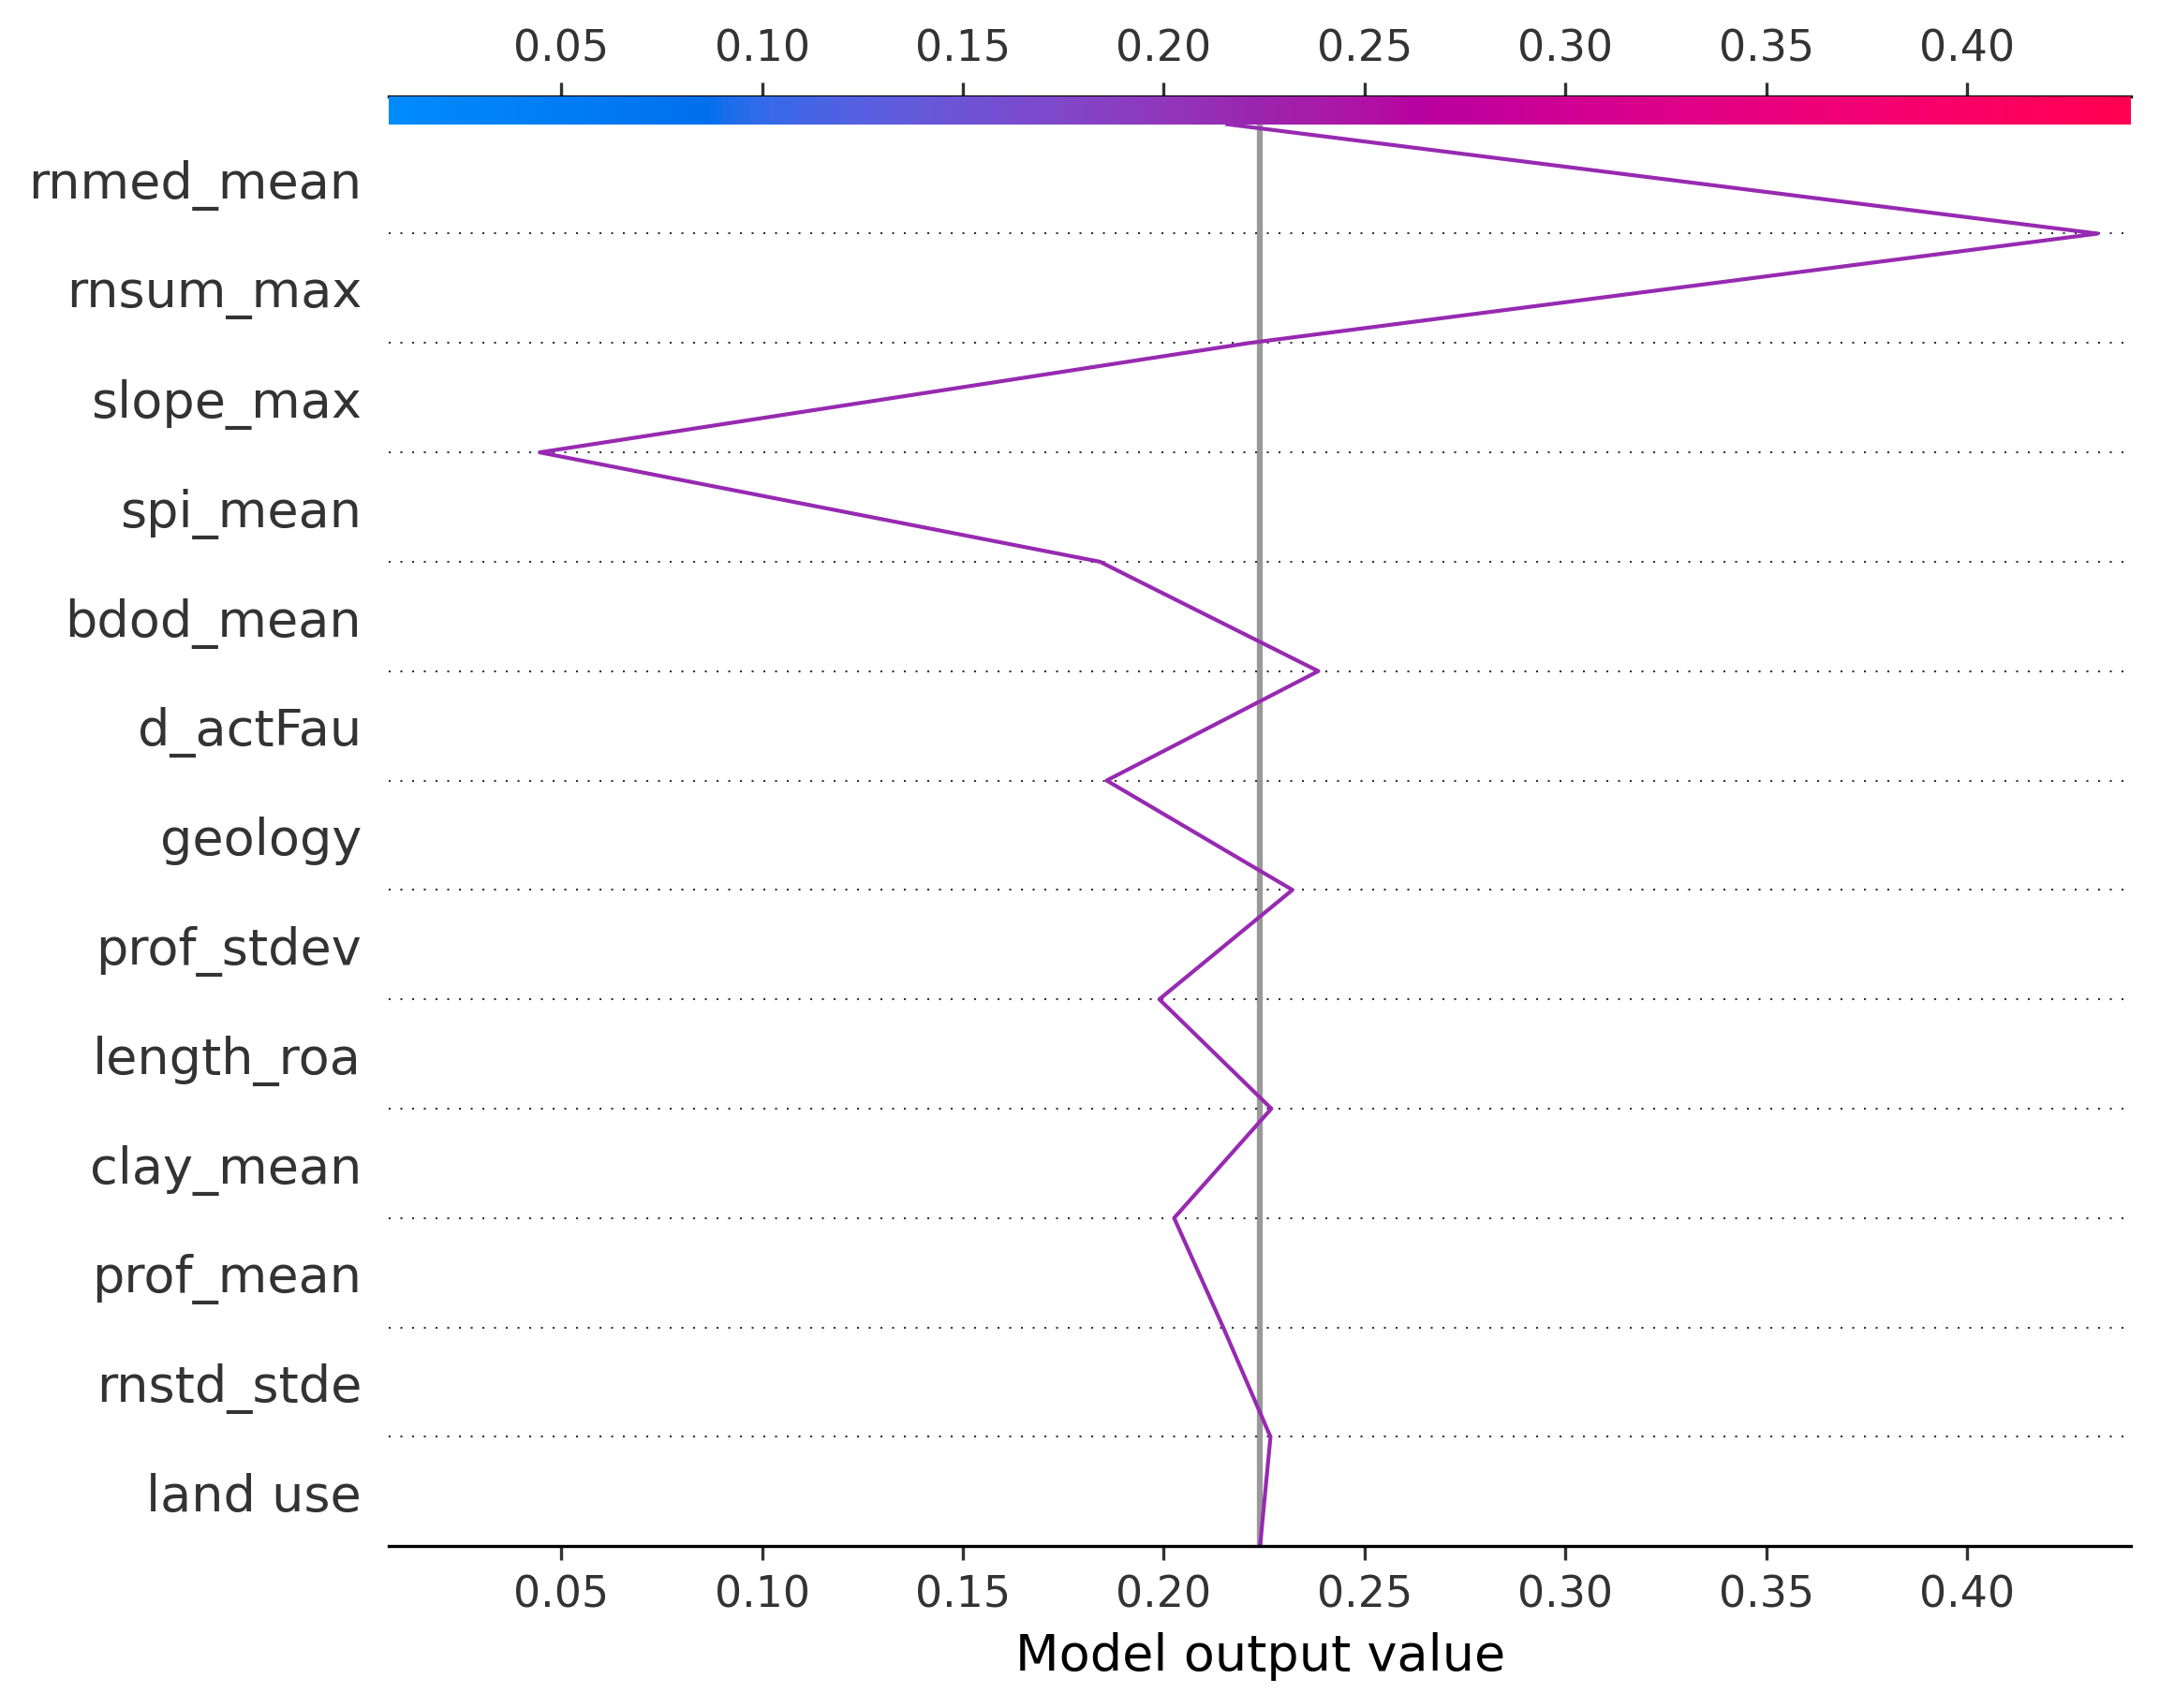 0.05 0.10 0.15 0.20 0.25 0.30 0.35 0.40
rnmed_mean
rnsum_max
slope_max
spi_mean
bdod_mean
d_actFau
geology
prof_stdev
length_roa
clay_mean
prof_mean
rnstd_stde
land use
0.05 0.10 0.15 0.20 0.25 0.30 0.35 0.40
Model output value